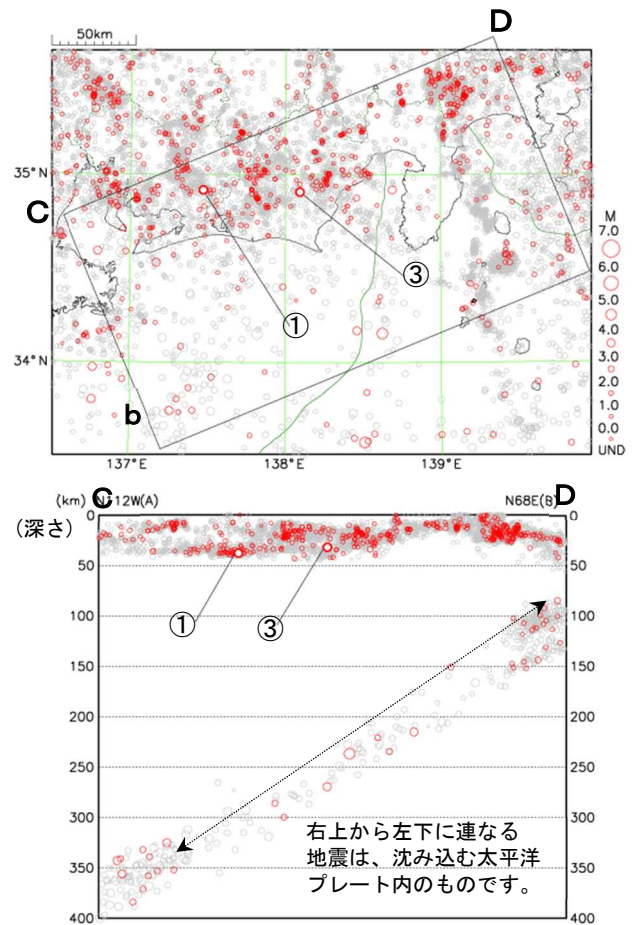 50km
D
35°N
C
M
7.0
6.0
5.0
4.0
3.0
2.0
1.0
0.0
UND
③
①
34°N
b
137°E 138°E 139°E
(km) C N112W(A) N68E(B) D
(深さ)
0 0
50 50
① ③
100 100
150 150
200 200
250 250
300 300
350 350
400 400
右上から左下に連なる
地震は、沈み込む太平洋
プレート内のものです。